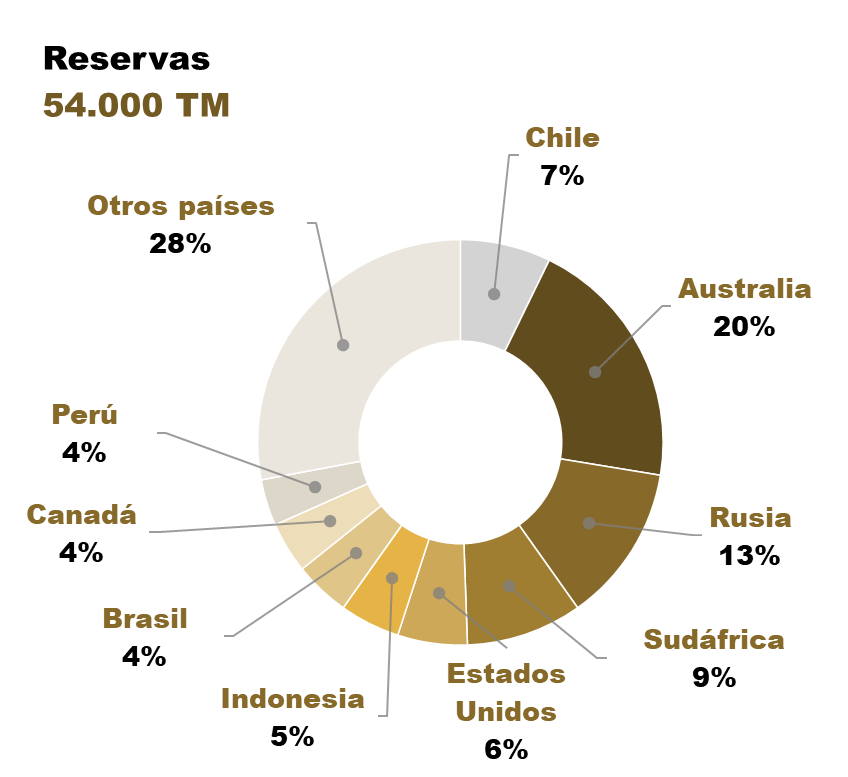 Reservas
54.000 TM
Chile
7%
Otros países
28%
Australia
20%
Perú
4%
Canadá
4%
Rusia
13%
Brasil
4%
Sudáfrica
9%
Estados
Unidos
6%
Indonesia
5%